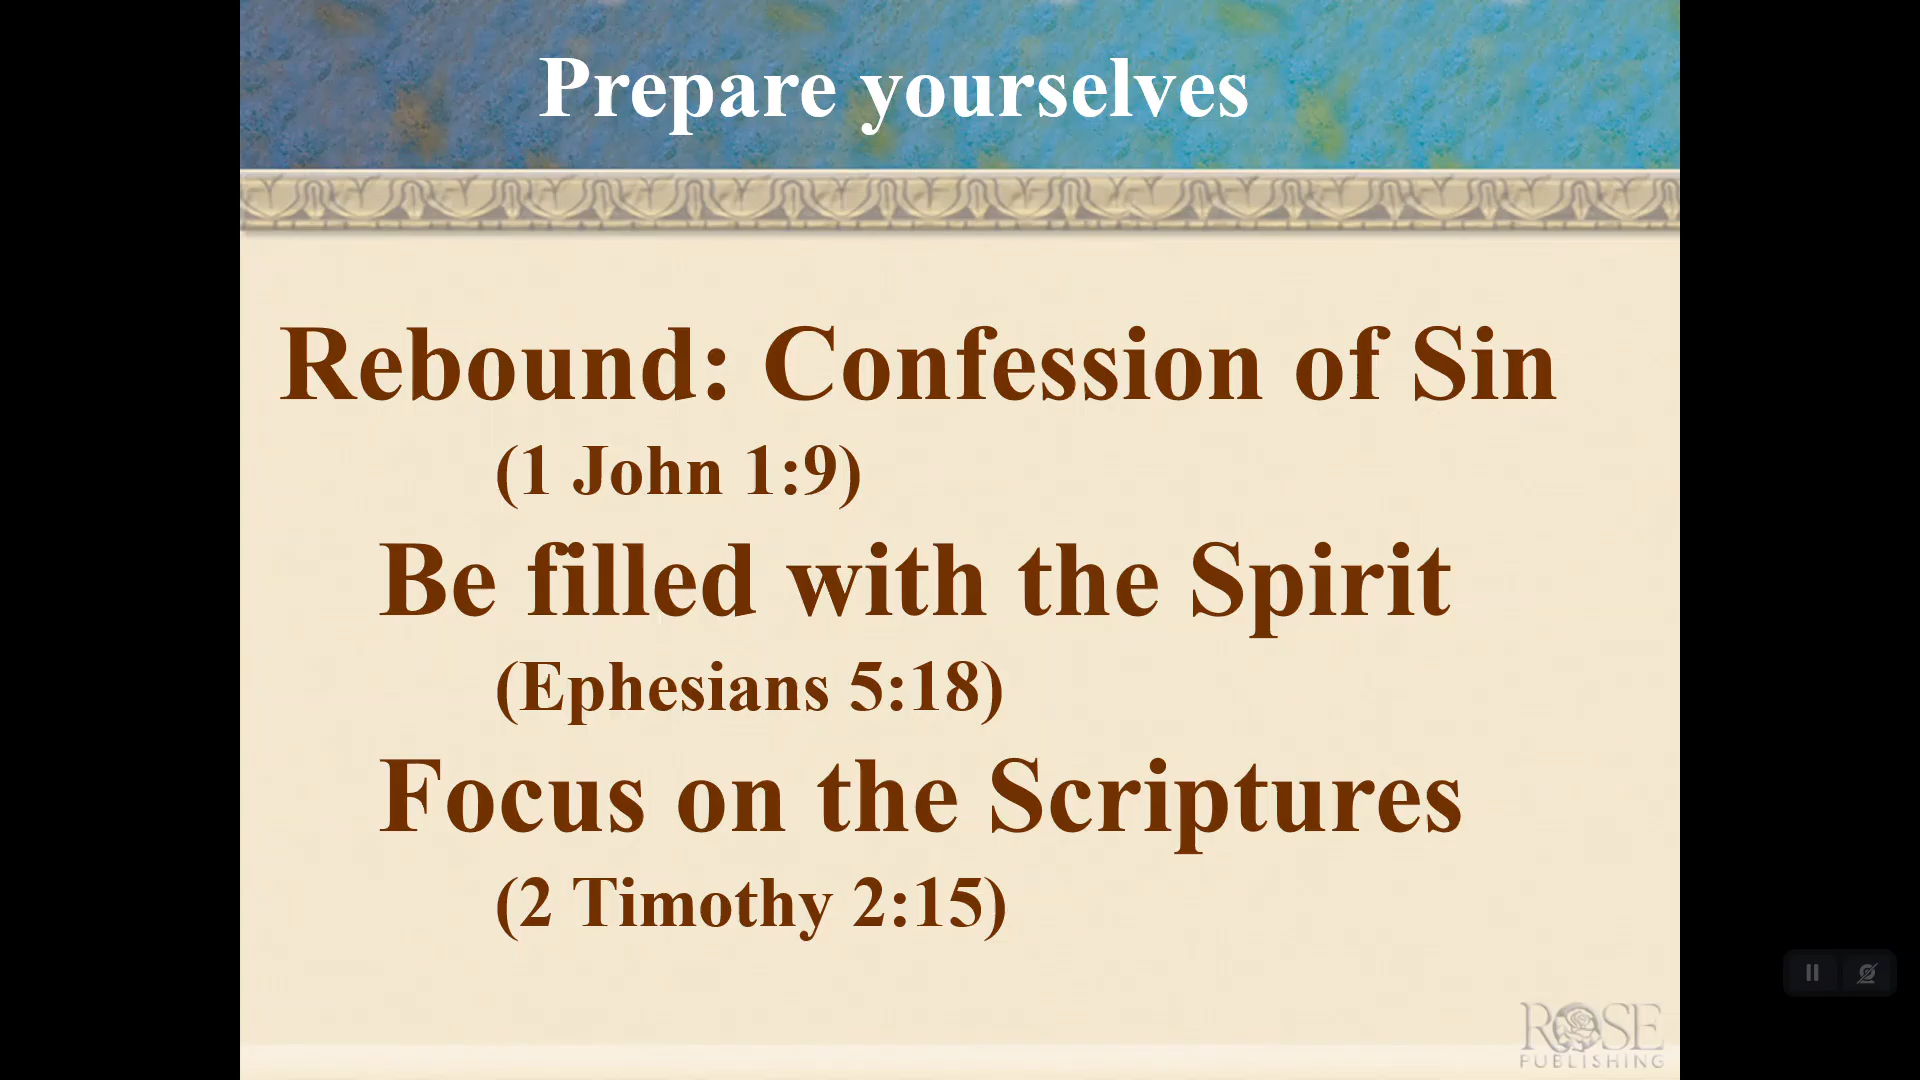 Prepare yourselves
Rebound: Confession of Sin
(1 John 1:9)
Be filled with the Spirit
(Ephesians 5:18)
Focus on the Scriptures
(2 Timothy 2:15)
ROSE
PUBLISHING